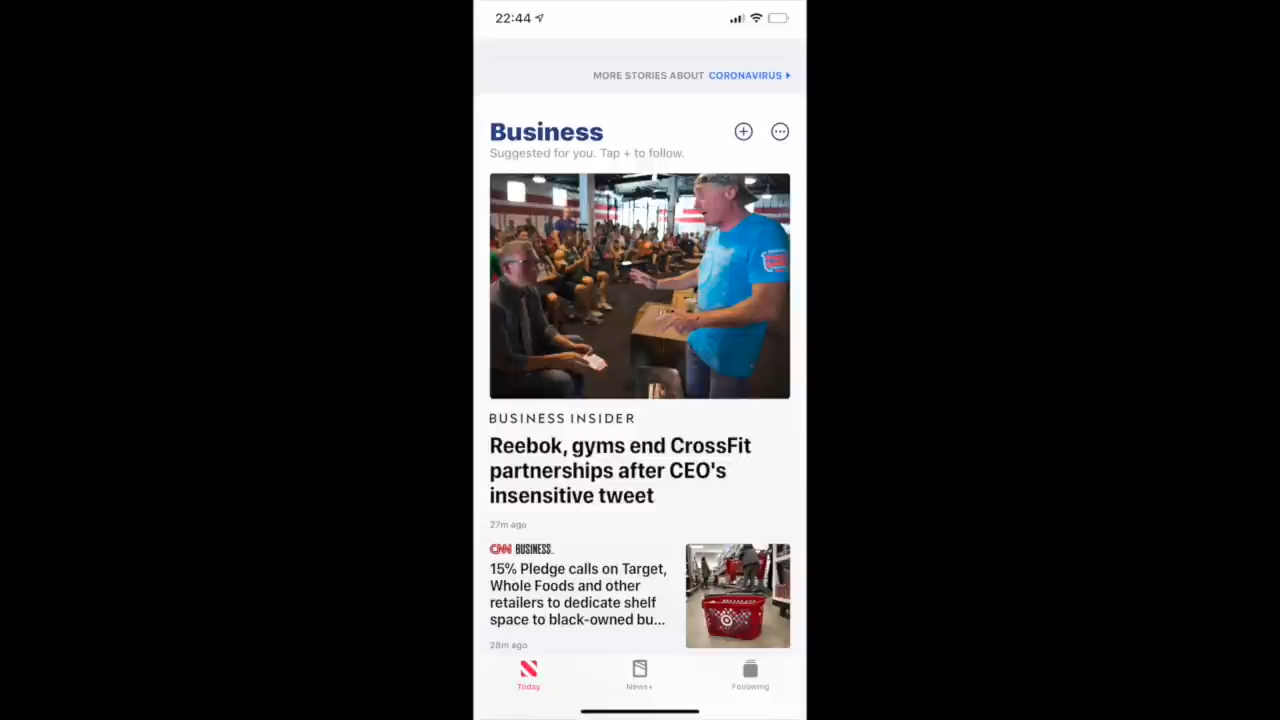 22:44
MORE STORIES ABOUT CORONAVIRUS
Business
Suggested for you. Tap + to follow.
BUSINESS INSIDER
Reebok, gyms end CrossFit
partnerships after CEO's
insensitive tweet
27m ago
CNN BUSINESS
15% Pledge calls on Target,
Whole Foods and other
retailers to dedicate shelf
space to black-owned bu...
28m ago
Today
News+
Following